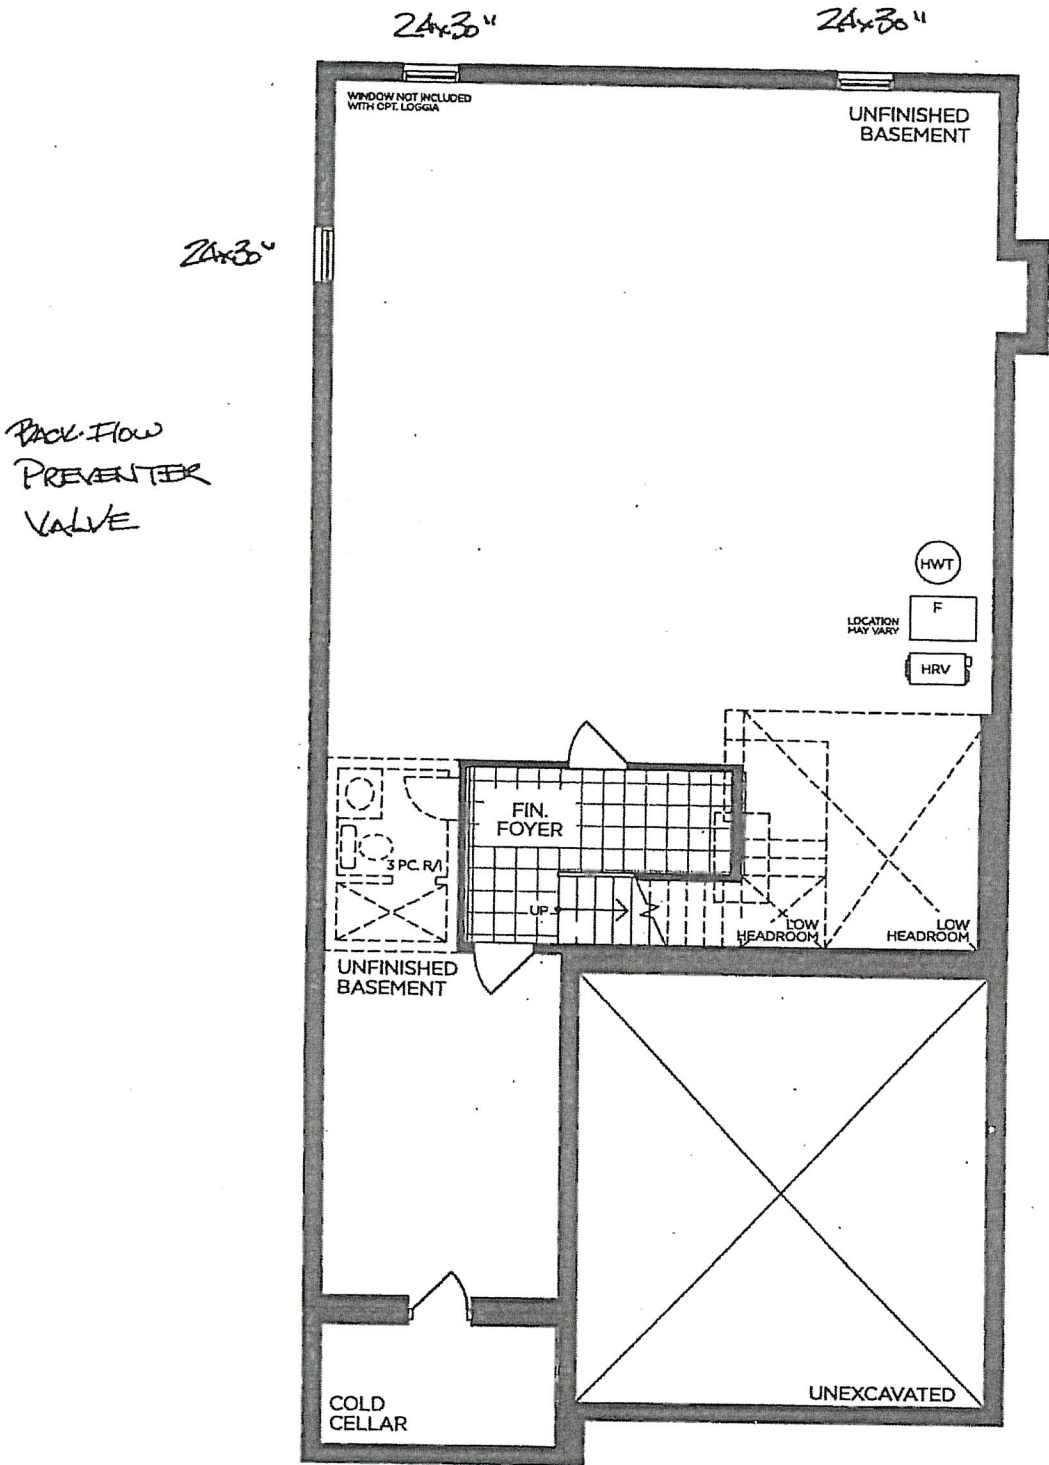 24x30"
24x30"
WINDOW NOT INCLUDED
WITH OPT. LOGGIA
UNFINISHED
BASEMENT
24x30"
BACK-FLOW
PREVENTER
VALVE
HWT
F
LOCATION
MAY VARY
HRV
FIN.
FOYER
3 PC. R/I
UP
LOW
HEADROOM
LOW
HEADROOM
UNFINISHED
BASEMENT
COLD
CELLAR
UNEXCAVATED